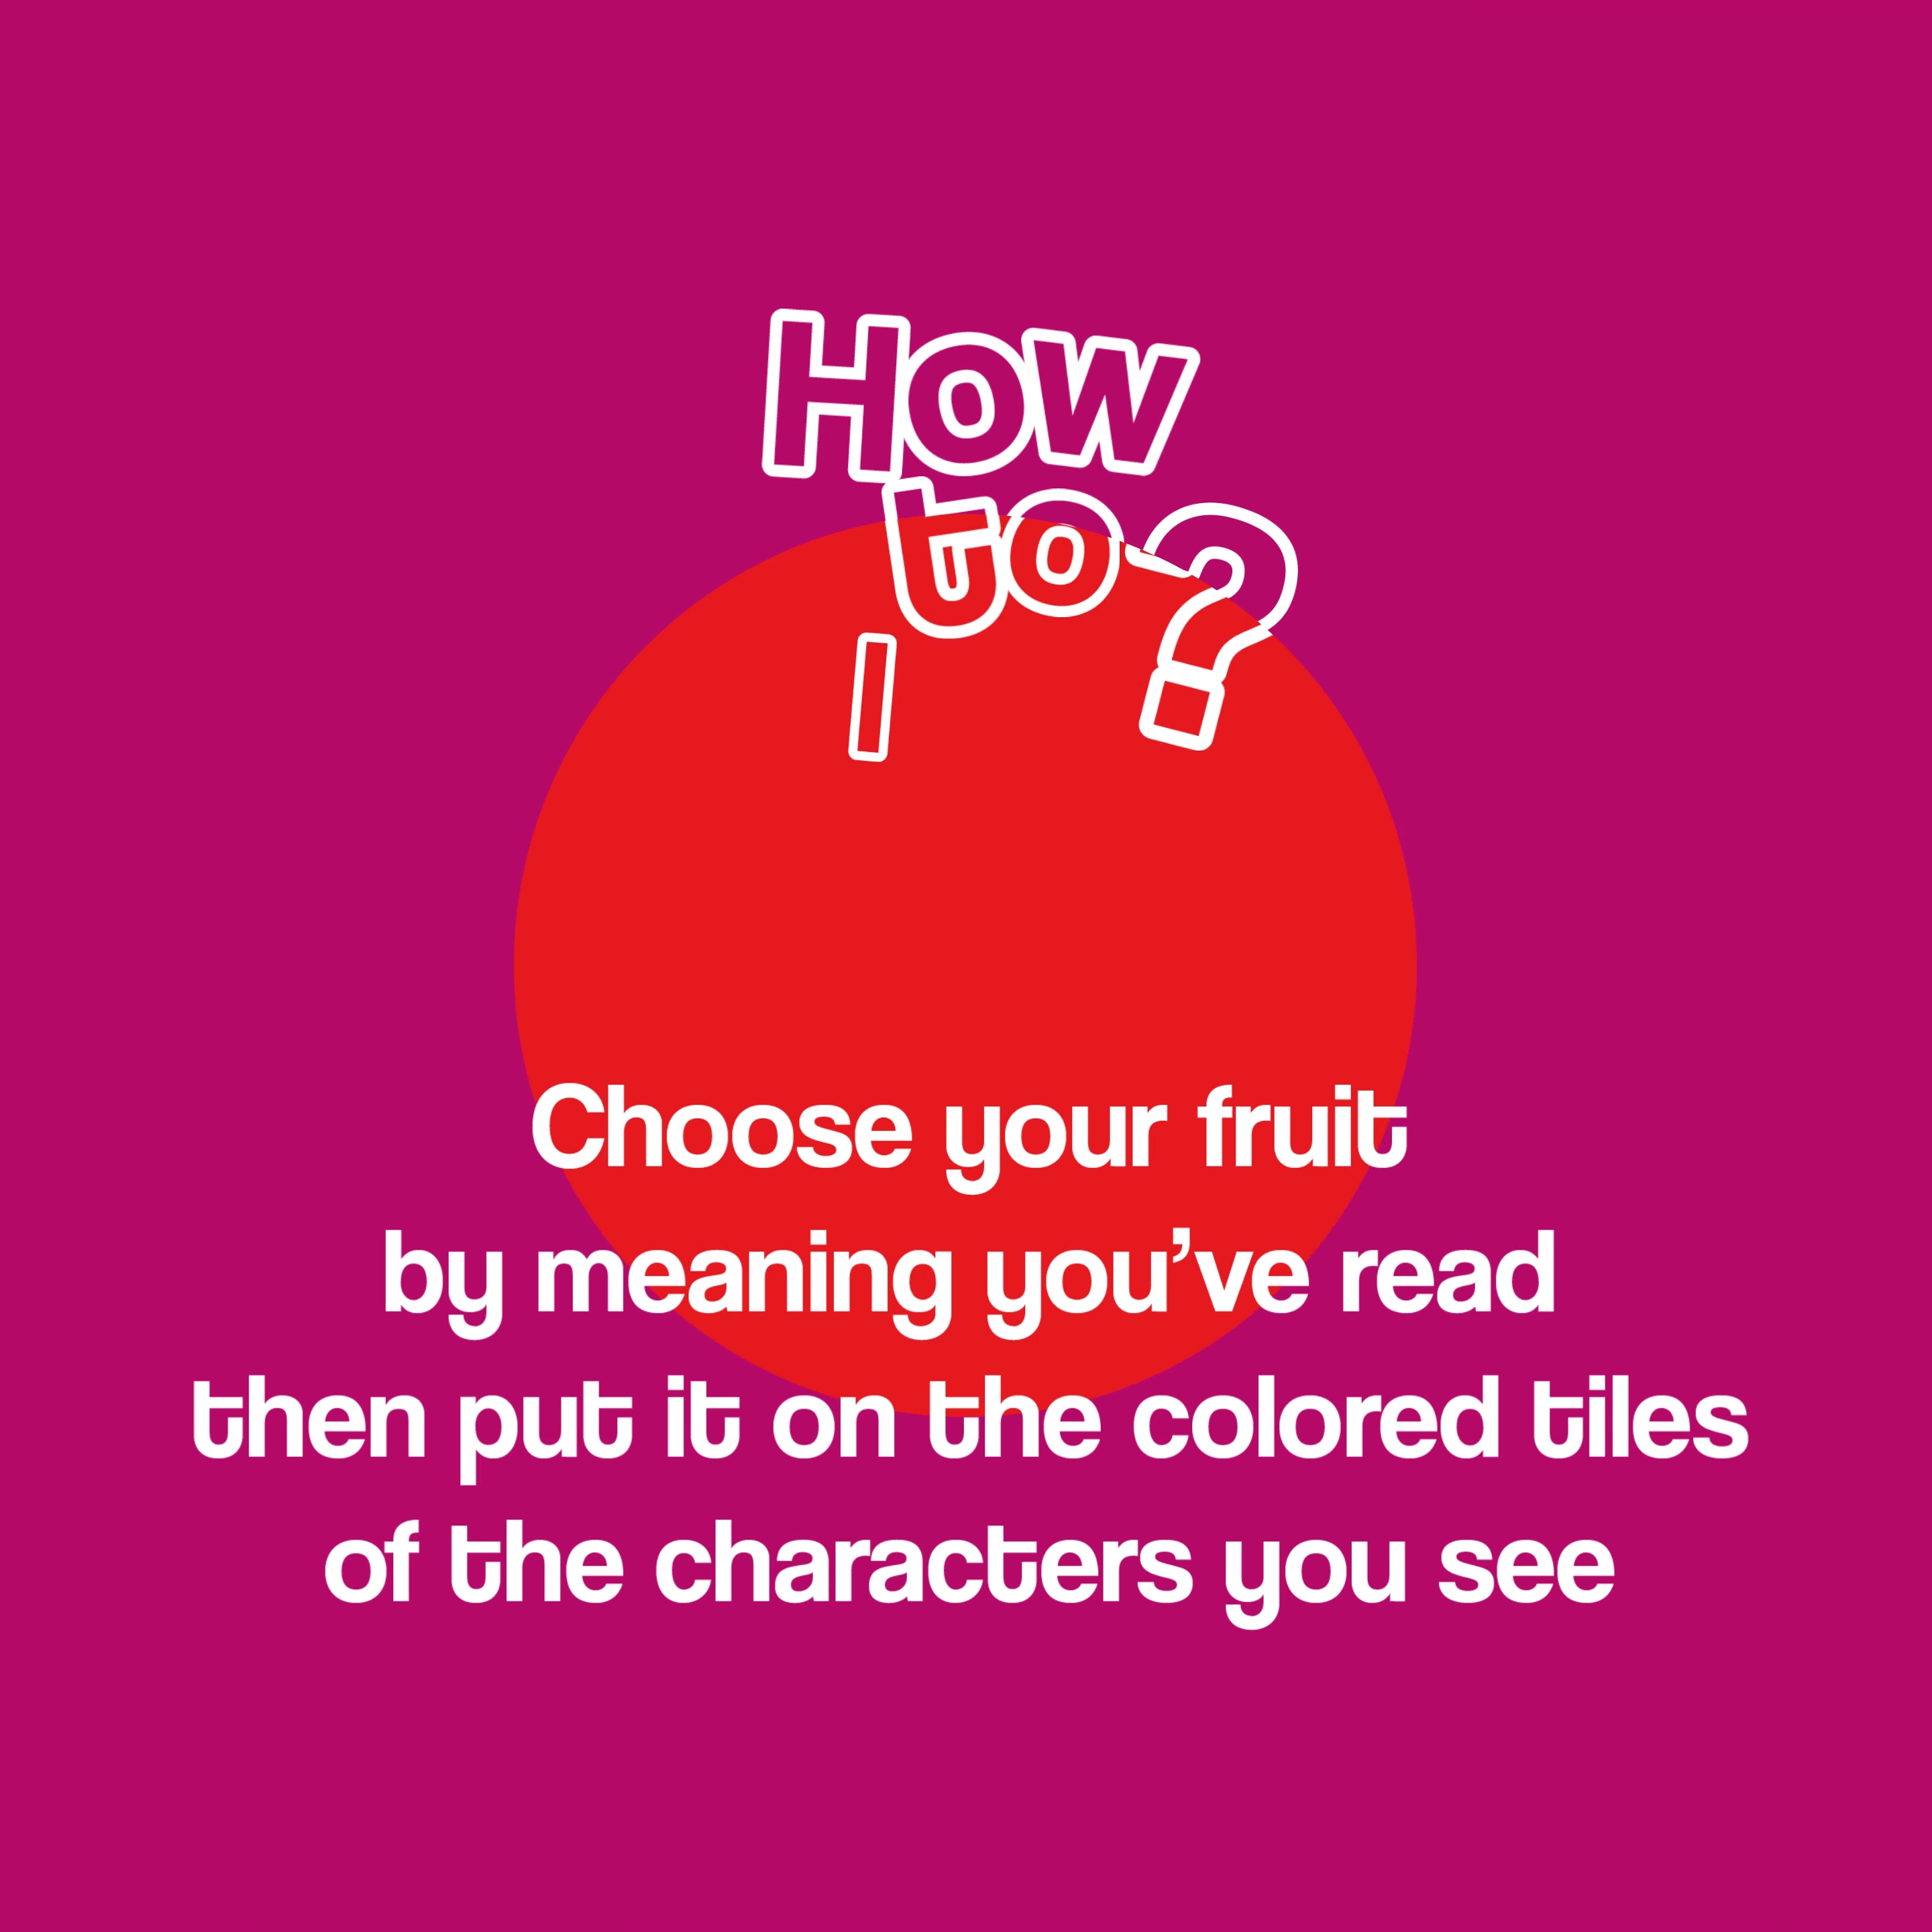 How
to?
Choose your fruit
by meaning you've read
then put it on the colored tiles
of the characters you see